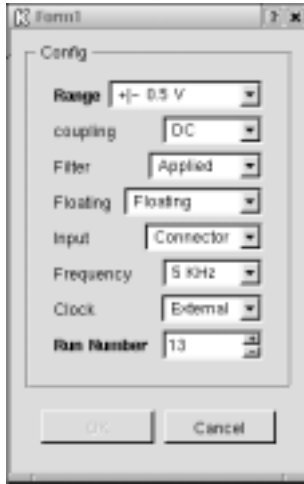 Form1 ?
Config
Range +|- 0.5 V
coupling DC
Filter Applied
Floating Floating
Input Connector
Frequency 5 KHz
Clock External
Run Number 13
OK Cancel